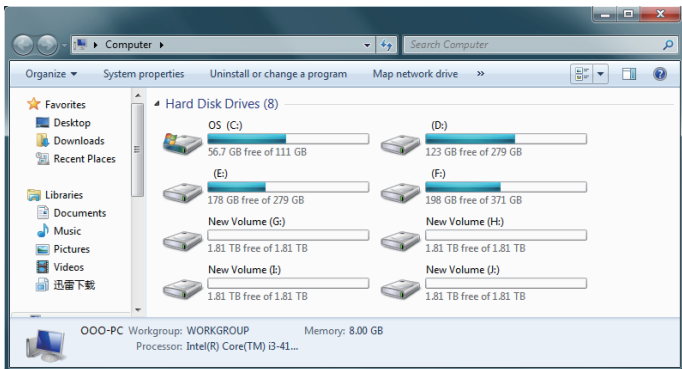 Computer
Search Computer
Organize
System properties
Uninstall or change a program
Map network drive
»
Favorites
Desktop
Downloads
Recent Places
Libraries
Documents
Music
Pictures
Videos
迅雷下载
Hard Disk Drives (8)
OS (C:)
56.7 GB free of 111 GB
(D:)
123 GB free of 279 GB
(E:)
178 GB free of 279 GB
(F:)
198 GB free of 371 GB
New Volume (G:)
1.81 TB free of 1.81 TB
New Volume (H:)
1.81 TB free of 1.81 TB
New Volume (I:)
1.81 TB free of 1.81 TB
New Volume (J:)
1.81 TB free of 1.81 TB
OOO-PC Workgroup: WORKGROUP Memory: 8.00 GB
Processor: Intel(R) Core(TM) i3-41...